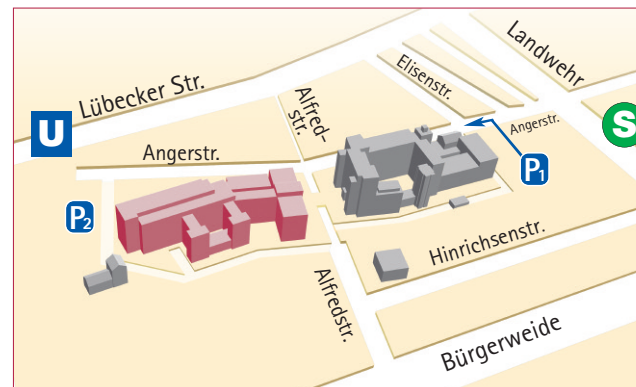 Lübecker Str.
Alfred-
str.
Elisenstr.
Landwehr
U
S
Angerstr.
Angerstr.
P1
P2
Hinrichsenstr.
Alfredstr.
Bürgerweide